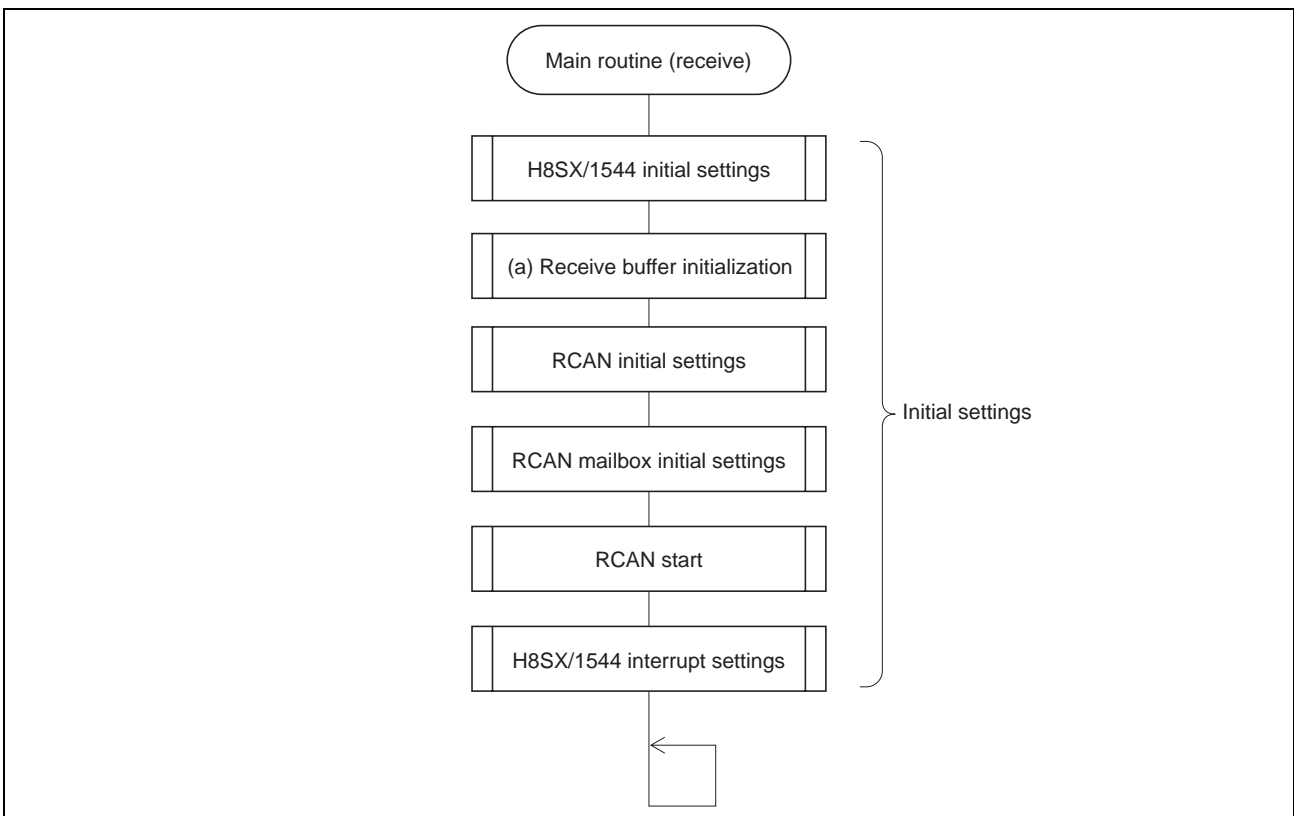 Main routine (receive)
H8SX/1544 initial settings
(a) Receive buffer initialization
RCAN initial settings
Initial settings
RCAN mailbox initial settings
RCAN start
H8SX/1544 interrupt settings